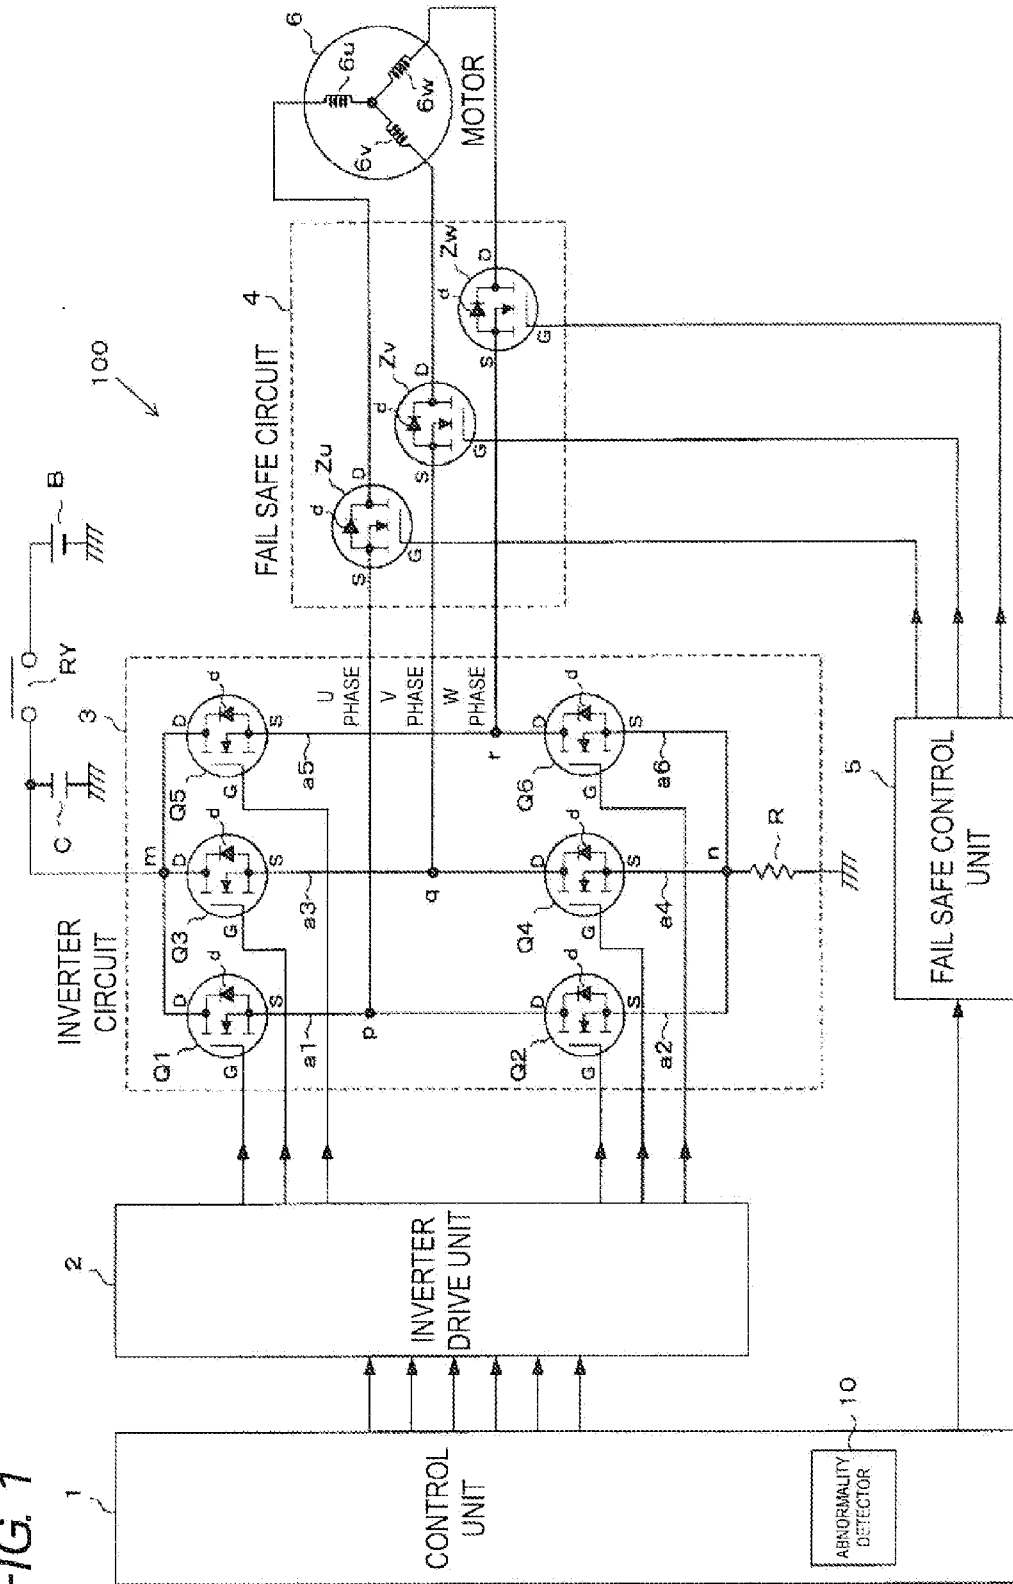 FIG. 1
100
1
CONTROL
UNIT
ABNORMALITY
DETECTOR
10
2
INVERTER
DRIVE UNIT
INVERTER
CIRCUIT
3
C
RY
B
m
Q1
D
G
S
d
a1
Q3
D
G
S
d
a3
Q5
D
G
S
d
a5
U
PHASE
V
PHASE
W
PHASE
p
q
r
Q2
D
G
S
d
a2
Q4
D
G
S
d
a4
Q6
D
G
S
d
a6
n
R
FAIL SAFE CIRCUIT
4
Zu
d
S
D
G
Zv
d
S
D
G
Zw
d
S
D
G
5
FAIL SAFE CONTROL
UNIT
6
6u
6v
6w
MOTOR